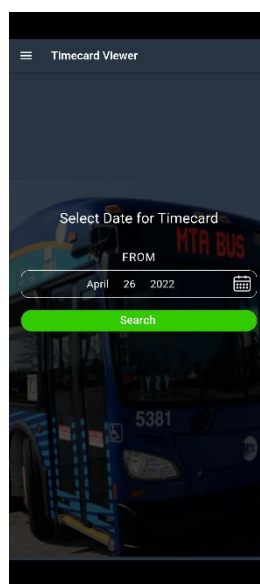 Timecard Viewer
Select Date for Timecard
MTA BUS
FROM
April 26 2022
Search
5381